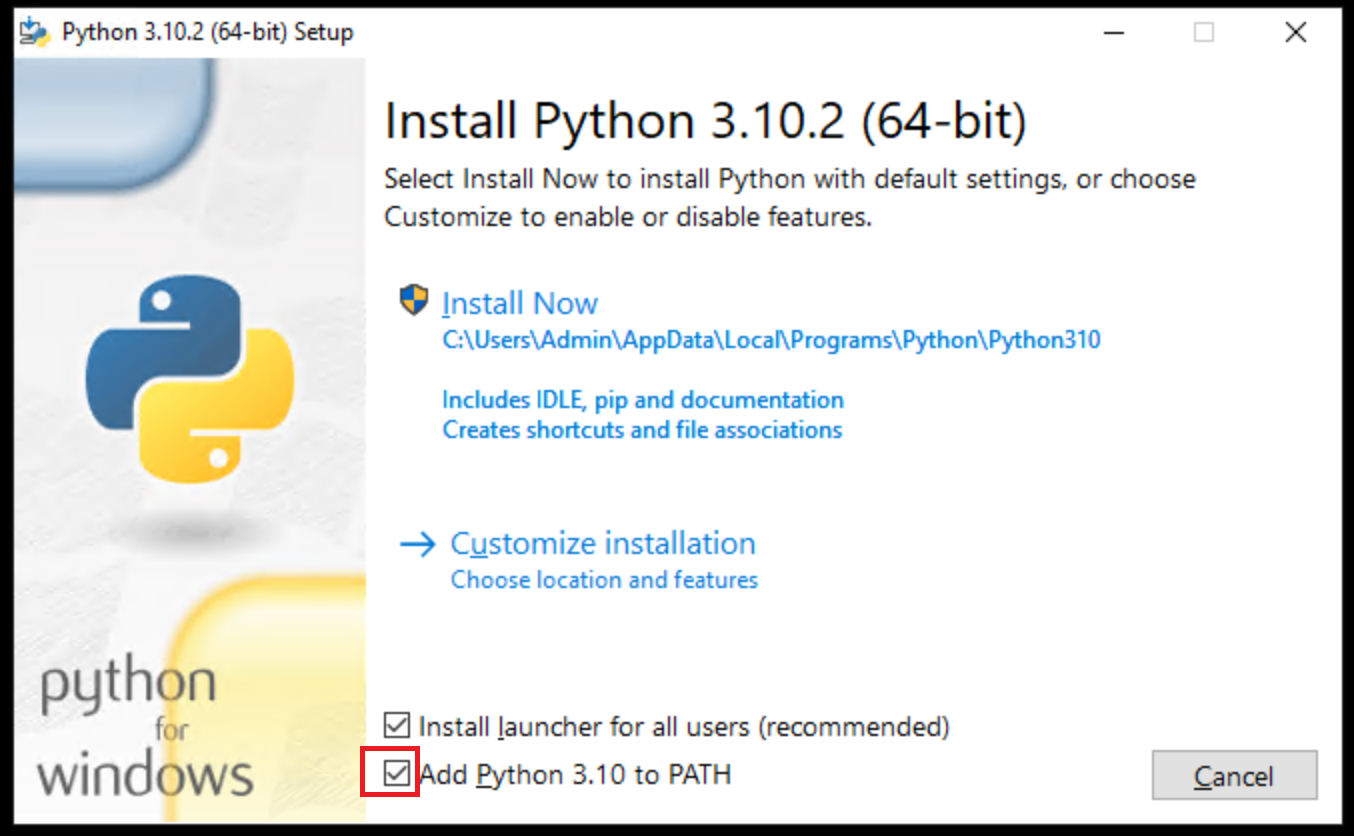 Python 3.10.2 (64-bit) Setup
Install Python 3.10.2 (64-bit)
Select Install Now to install Python with default settings, or choose
Customize to enable or disable features.
Install Now
C:\Users\Admin\AppData\Local\Programs\Python\Python310
Includes IDLE, pip and documentation
Creates shortcuts and file associations
Customize installation
Choose location and features
python
for
windows
Install launcher for all users (recommended)
Add Python 3.10 to PATH
Cancel